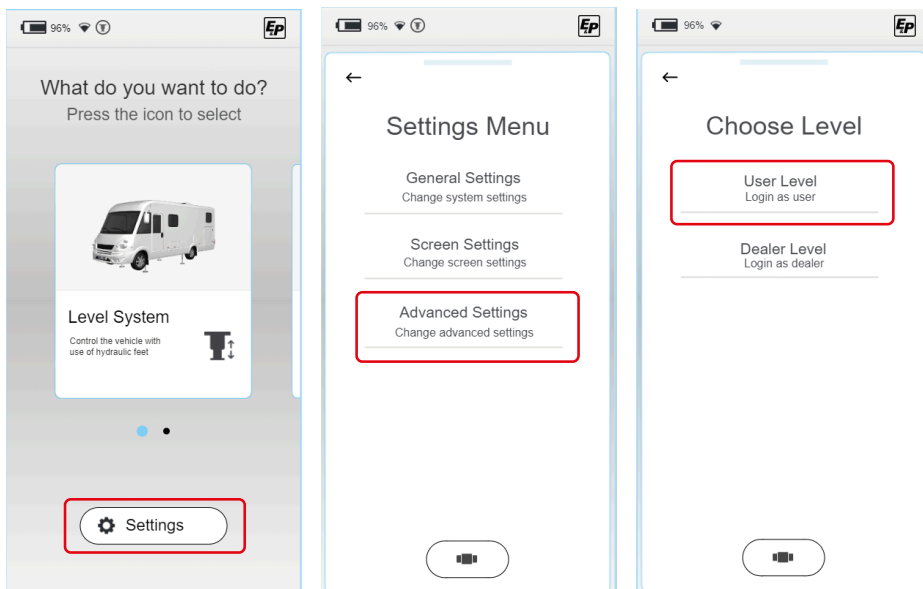 96%
EP
What do you want to do?
Press the icon to select
Level System
Control the vehicle with
use of hydraulic feet
Settings
96%
EP
Settings Menu
General Settings
Change system settings
Screen Settings
Change screen settings
Advanced Settings
Change advanced settings
96%
EP
Choose Level
User Level
Login as user
Dealer Level
Login as dealer